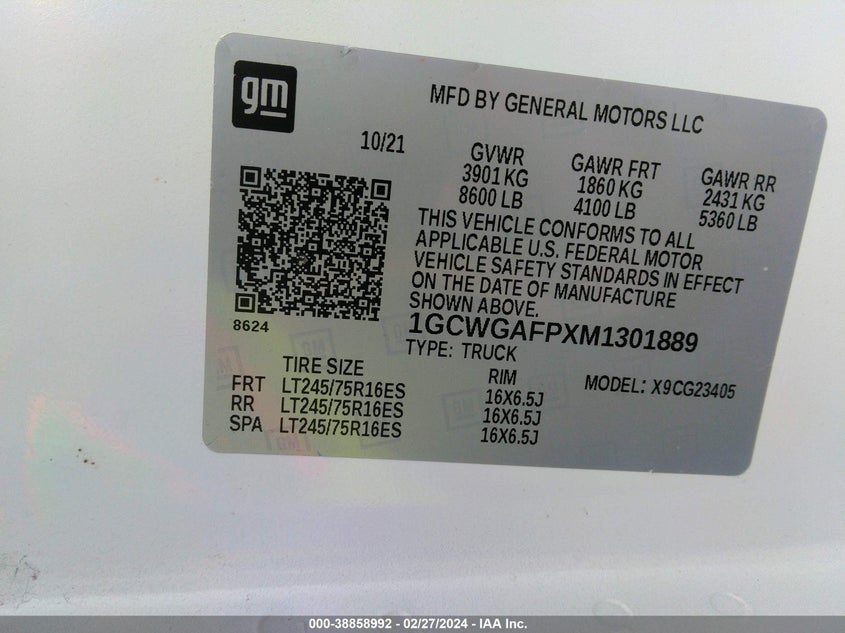 gm
MFD BY GENERAL MOTORS LLC
10/21
GVWR GAWR FRT GAWR RR
3901 KG 1860 KG 2431 KG
8600 LB 4100 LB 5360 LB
THIS VEHICLE CONFORMS TO ALL
APPLICABLE U.S. FEDERAL MOTOR
VEHICLE SAFETY STANDARDS IN EFFECT
ON THE DATE OF MANUFACTURE
SHOWN ABOVE.
8624
1GCWGAFPXM1301889
TYPE: TRUCK
TIRE SIZE RIM MODEL: X9CG23405
FRT LT245/75R16ES 16X6.5J
RR LT245/75R16ES 16X6.5J
SPA LT245/75R16ES 16X6.5J
000-38858992 - 02/27/2024 - IAA Inc.